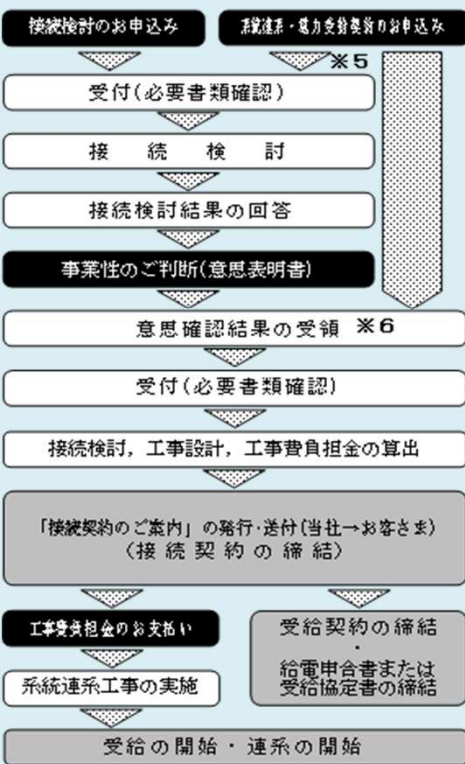 接続検討のお申込み
系統連系・電力受給契約のお申込み
※5
受付(必要書類確認)
接 続 検 討
接続検討結果の回答
事業性のご判断(意思表明書)
意思確認結果の受領 ※6
受付(必要書類確認)
接続検討, 工事設計, 工事費負担金の算出
「接続契約のご案内」の発行・送付(当社→お客さま)
(接続契約の締結)
工事費負担金のお支払い
系統連系工事の実施
受給契約の締結
・
給電申合書または
受給協定書の締結
受給の開始・連系の開始